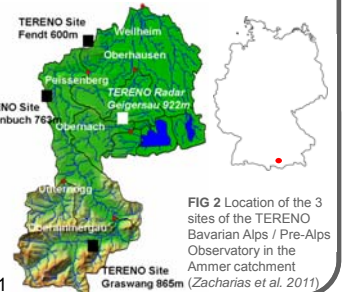 TERENO Site
Fendt 600m
Weilheim
Oberhausen
Peissenberg
TERENO Radar
Geigersau 922m
NO Site
nbuch 763m
Obernach
Unternogg
Oberammergau
TERENO Site
Graswang 865m
1
FIG 2 Location of the 3
sites of the TERENO
Bavarian Alps / Pre-Alps
Observatory in the
Ammer catchment
(Zacharias et al. 2011)